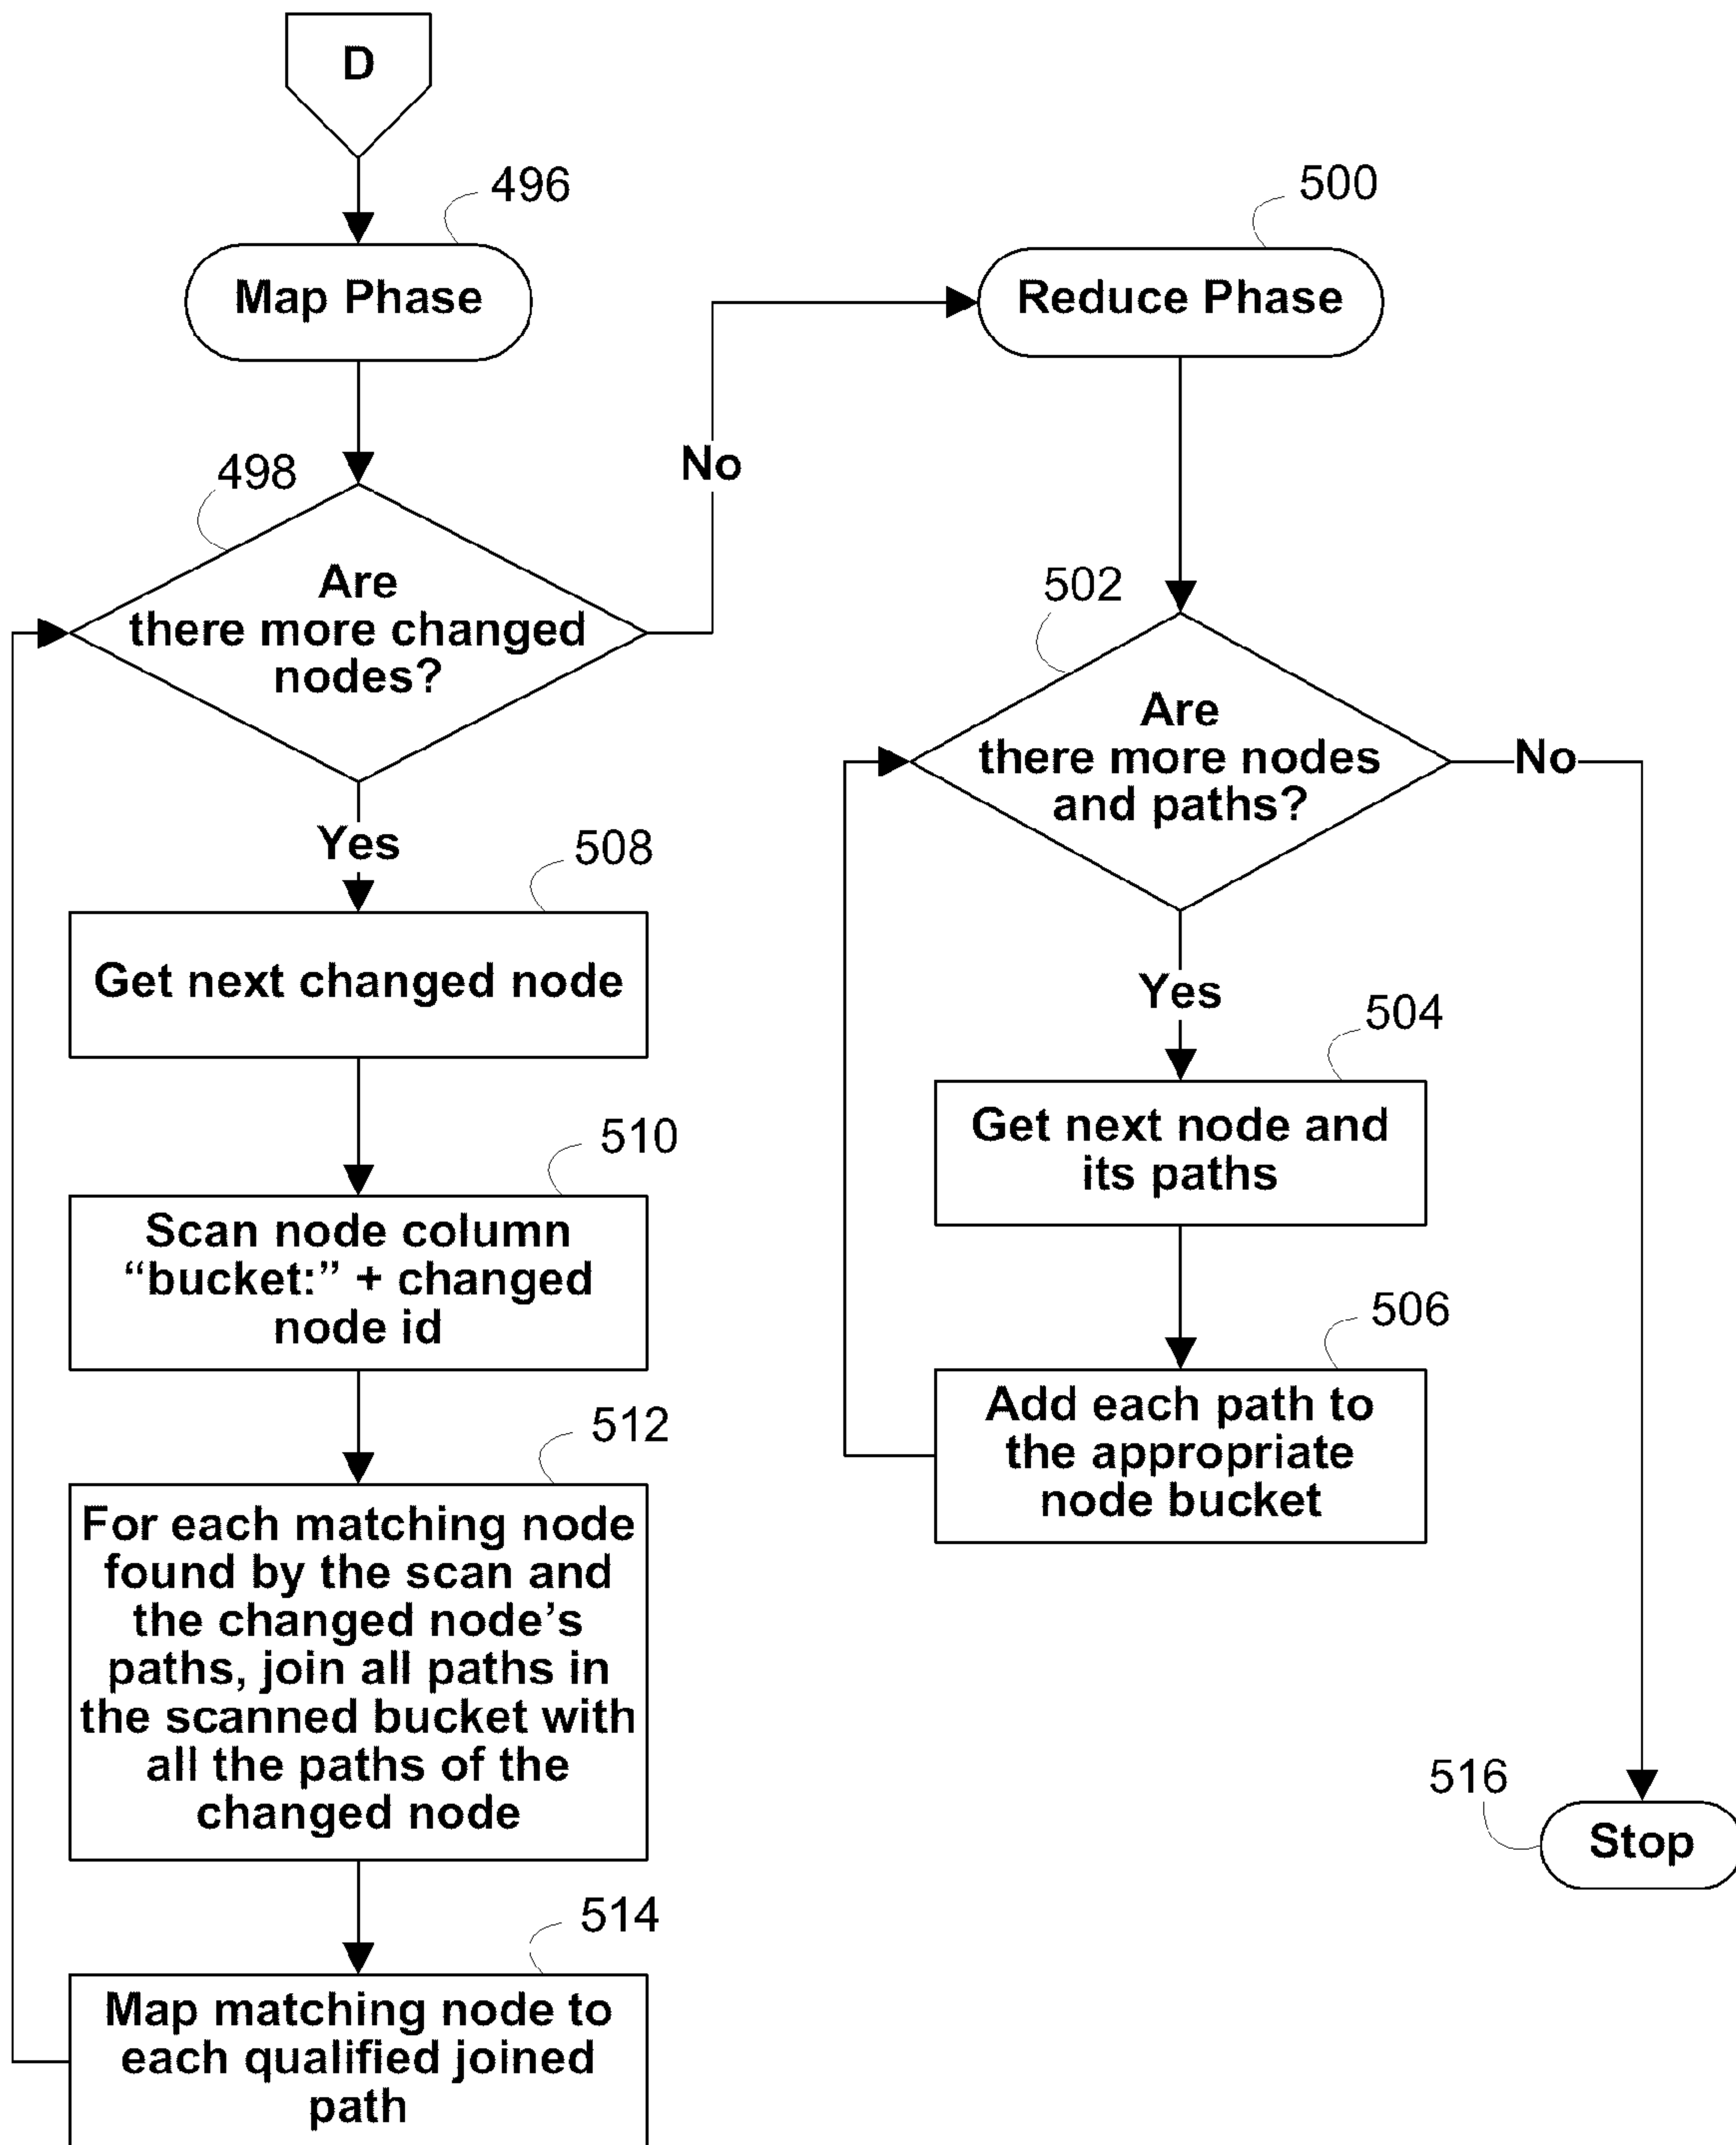 D
496
Map Phase
498
Are
there more changed
nodes?
No
Yes
508
Get next changed node
510
Scan node column
“bucket:” + changed
node id
512
For each matching node
found by the scan and
the changed node’s
paths, join all paths in
the scanned bucket with
all the paths of the
changed node
514
Map matching node to
each qualified joined
path
500
Reduce Phase
502
Are
there more nodes
and paths?
No
Yes
504
Get next node and
its paths
506
Add each path to
the appropriate
node bucket
516
Stop